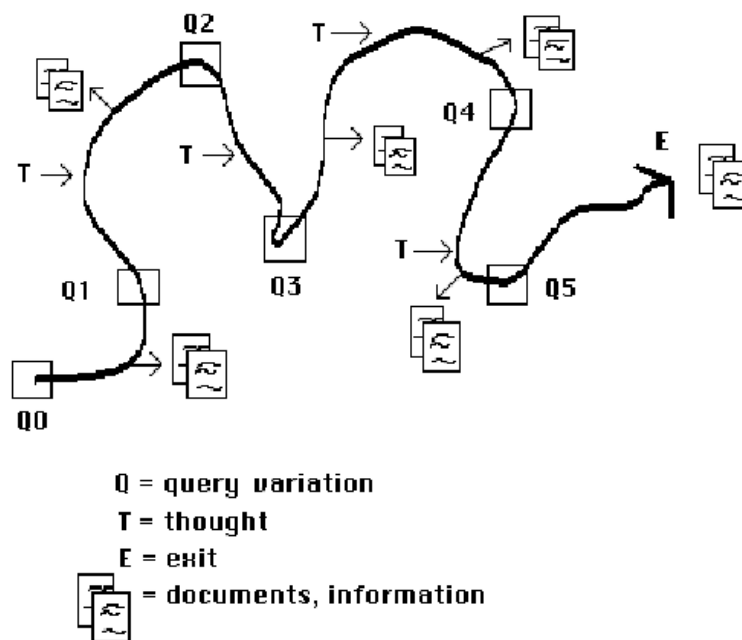 Q2
T
Q4
E
T
T
Q3
T
Q1
Q5
Q0
Q = query variation
T = thought
E = exit
= documents, information